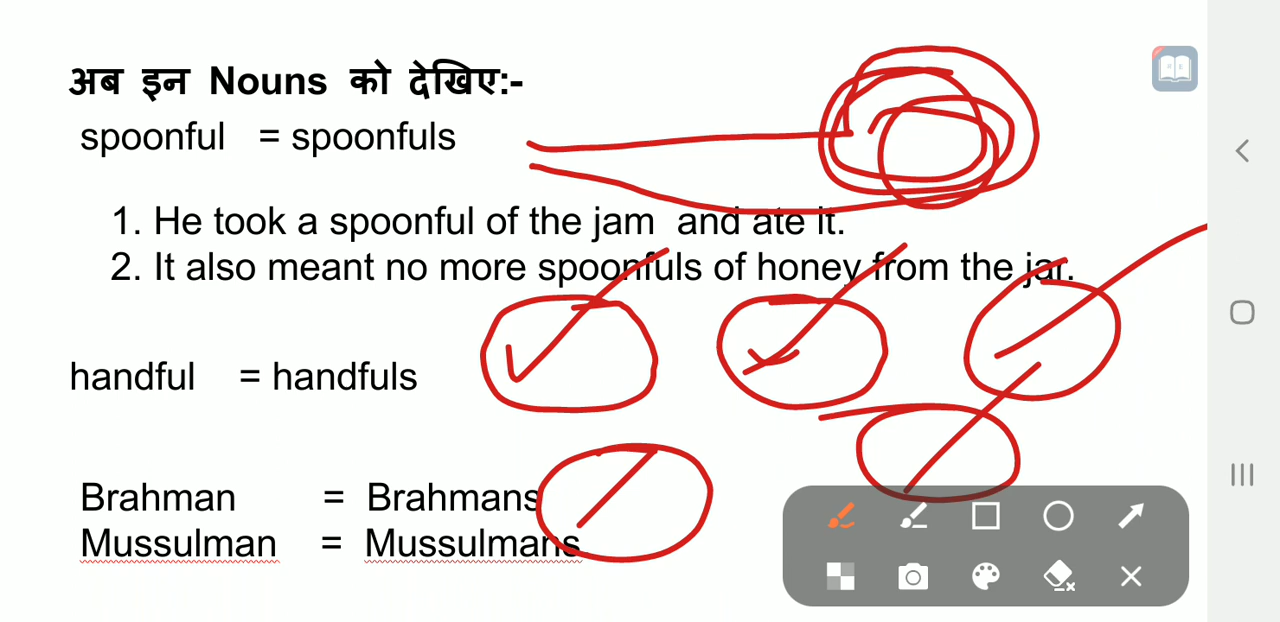 अब इन Nouns को देखिए:-
spoonful = spoonfuls
1. He took a spoonful of the jam and ate it.
2. It also meant no more spoonfuls of honey from the jar.
handful = handfuls
Brahman = Brahmans
Mussulman = Mussulmans